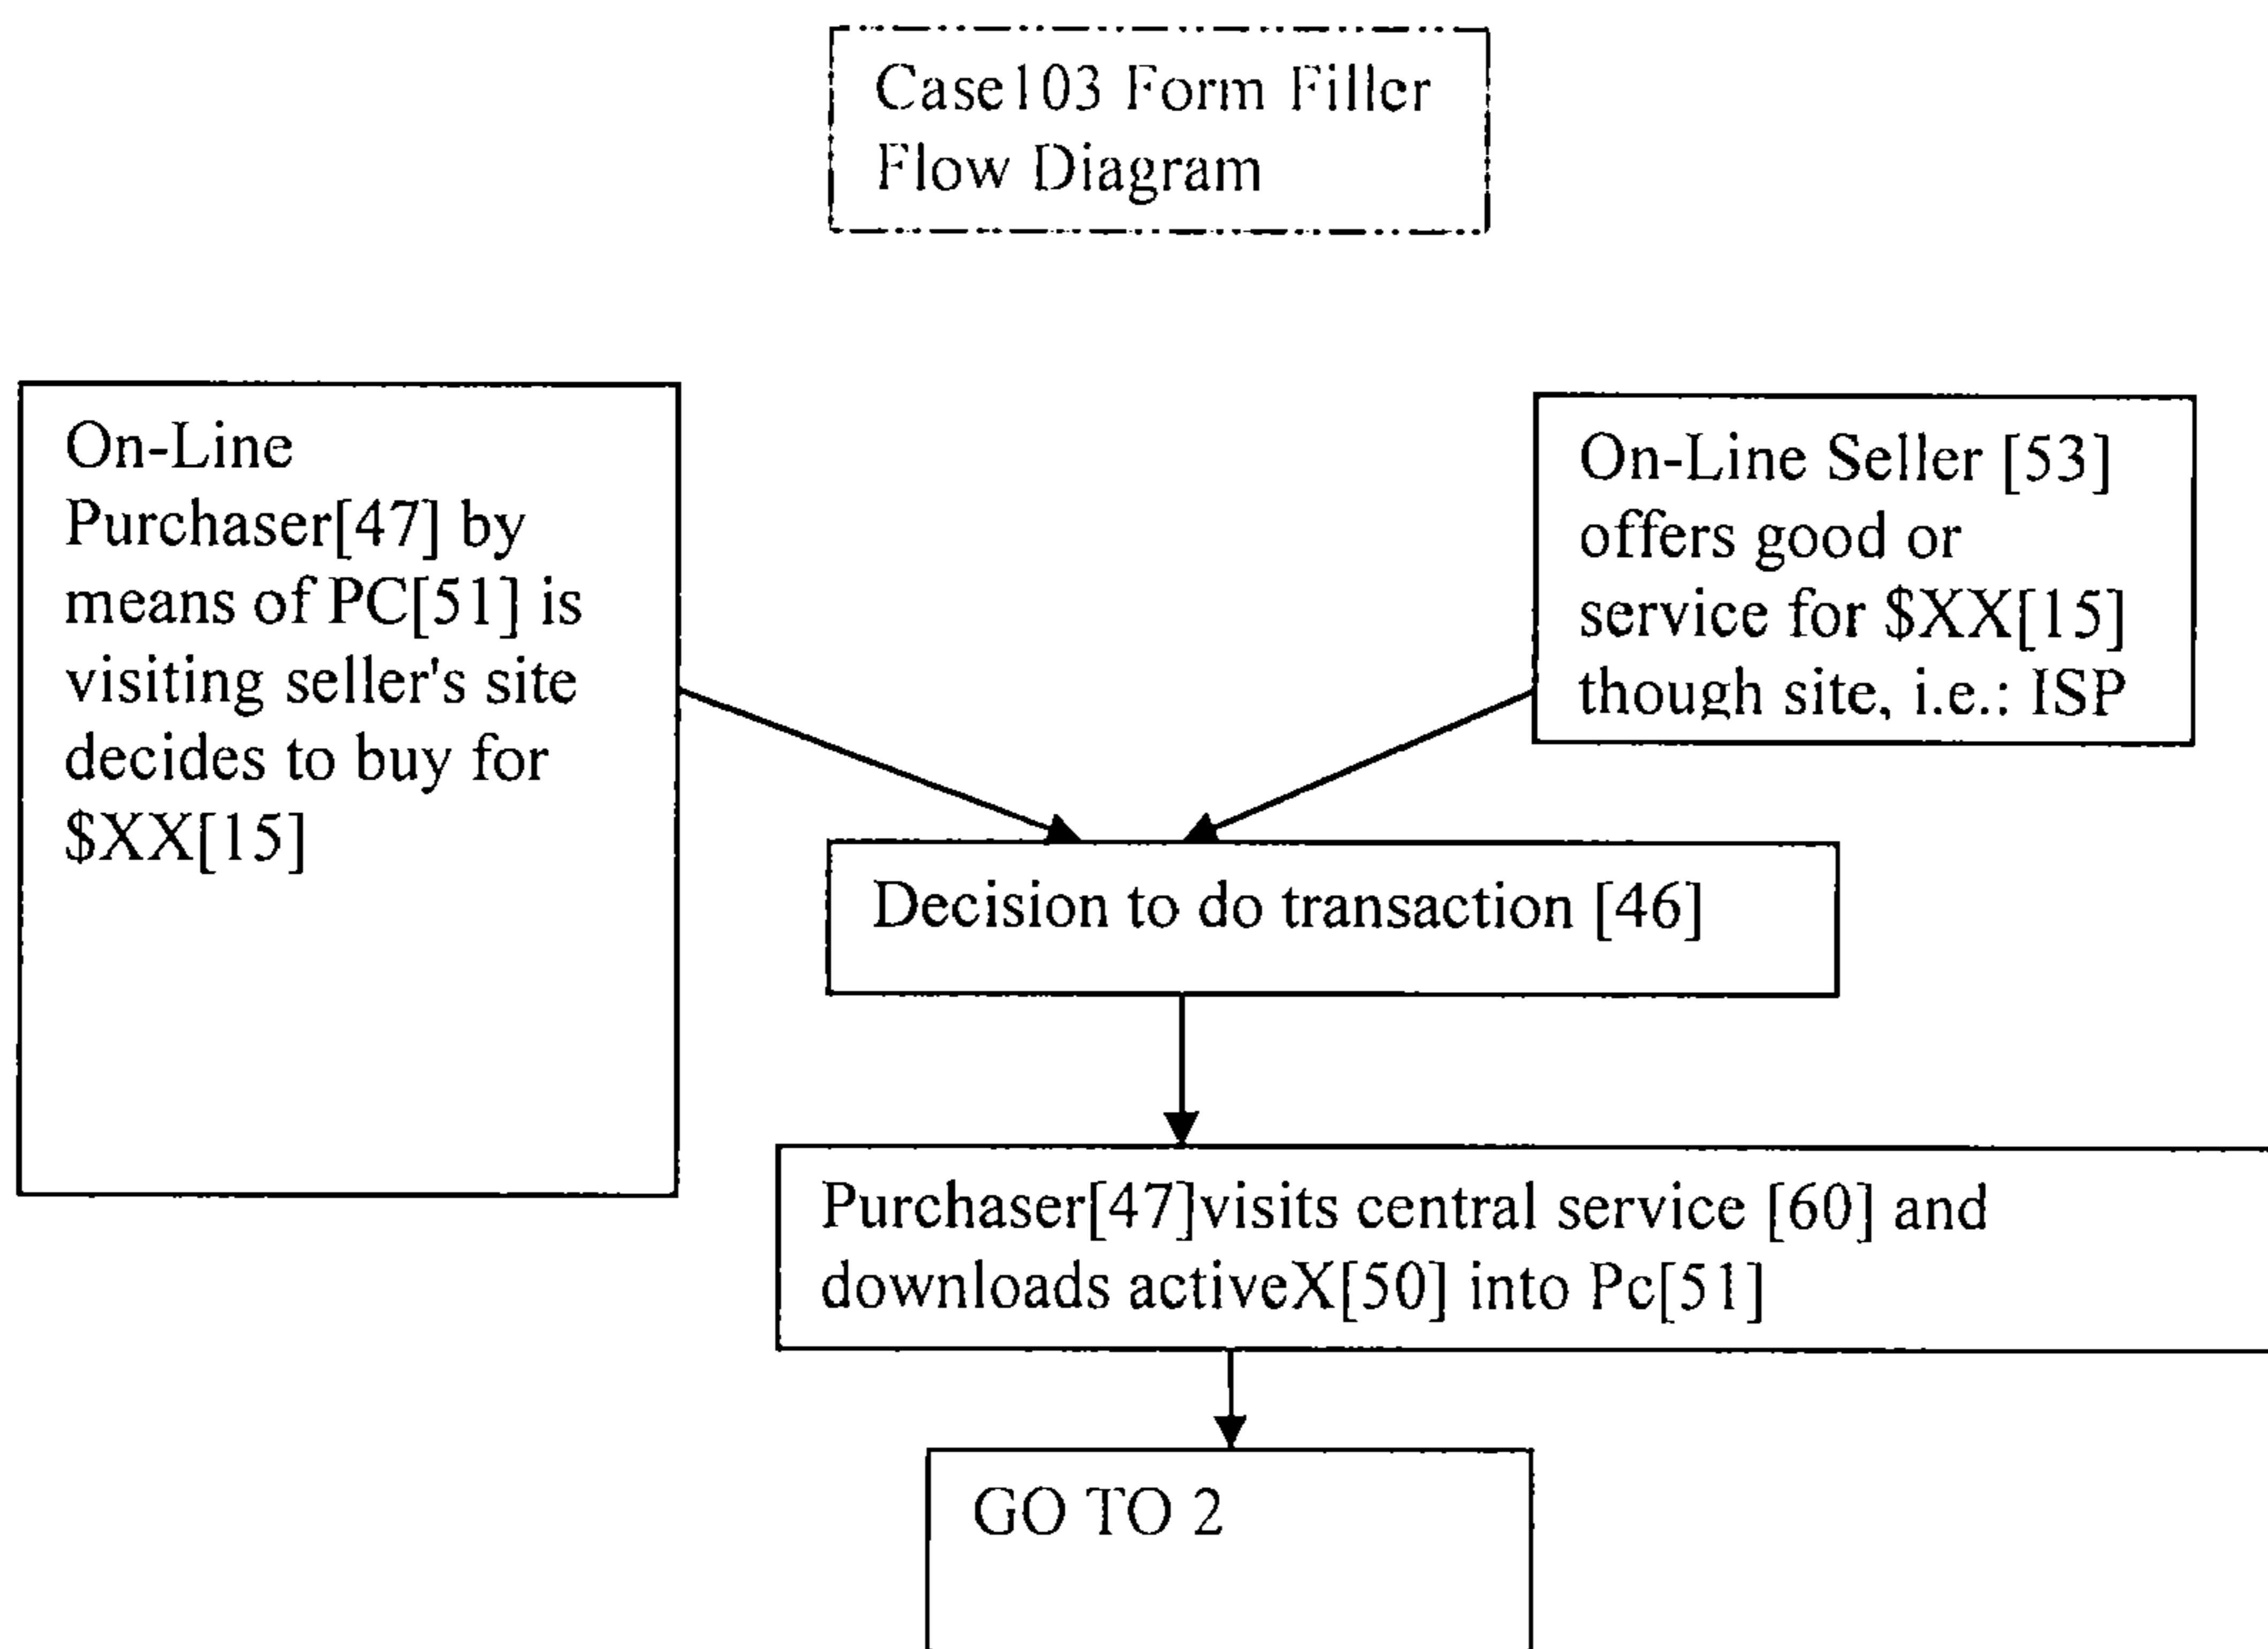 Case103 Form Filler
Flow Diagram
On-Line
Purchaser[47] by
means of PC[51] is
visiting seller's site
decides to buy for
$XX[15]
On-Line Seller [53]
offers good or
service for $XX[15]
though site, i.e.: ISP
Decision to do transaction [46]
Purchaser[47]visits central service [60] and
downloads activeX[50] into Pc[51]
GO TO 2